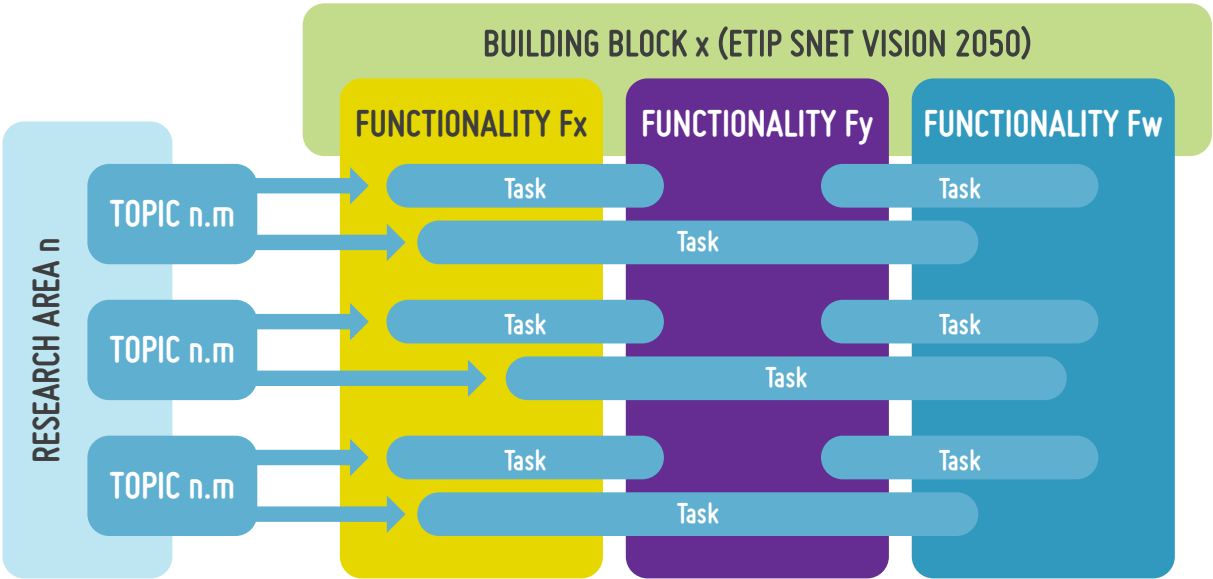 BUILDING BLOCK x (ETIP SNET VISION 2050)
FUNCTIONALITY Fx
FUNCTIONALITY Fy
FUNCTIONALITY Fw
RESEARCH AREA n
TOPIC n.m
Task
Task
Task
TOPIC n.m
Task
Task
Task
TOPIC n.m
Task
Task
Task